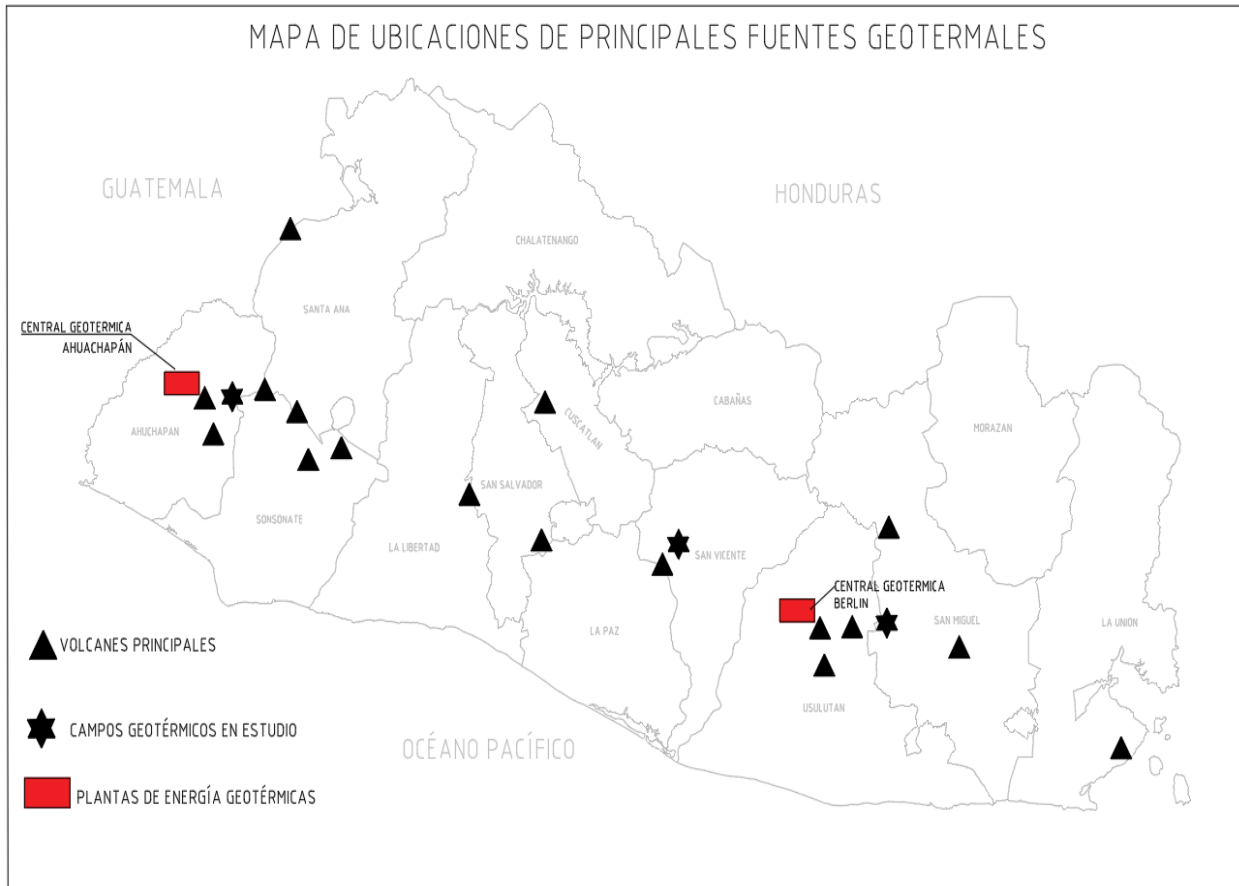 MAPA DE UBICACIONES DE PRINCIPALES FUENTES GEOTERMALES
GUATEMALA
HONDURAS
CHALATENANGO
SANTA ANA
CENTRAL GEOTERMICA
AHUACHAPÁN
CABAÑAS
CUSCATLAN
MORAZAN
AHUCHAPAN
SAN SALVADOR
SONSONATE
LA LIBERTAD
SAN VICENTE
CENTRAL GEOTERMICA
BERLIN
LA PAZ
SAN MIGUEL
LA UNION
USULUTAN
VOLCANES PRINCIPALES
CAMPOS GEOTÉRMICOS EN ESTUDIO
OCÉANO PACÍFICO
PLANTAS DE ENERGÍA GEOTÉRMICAS